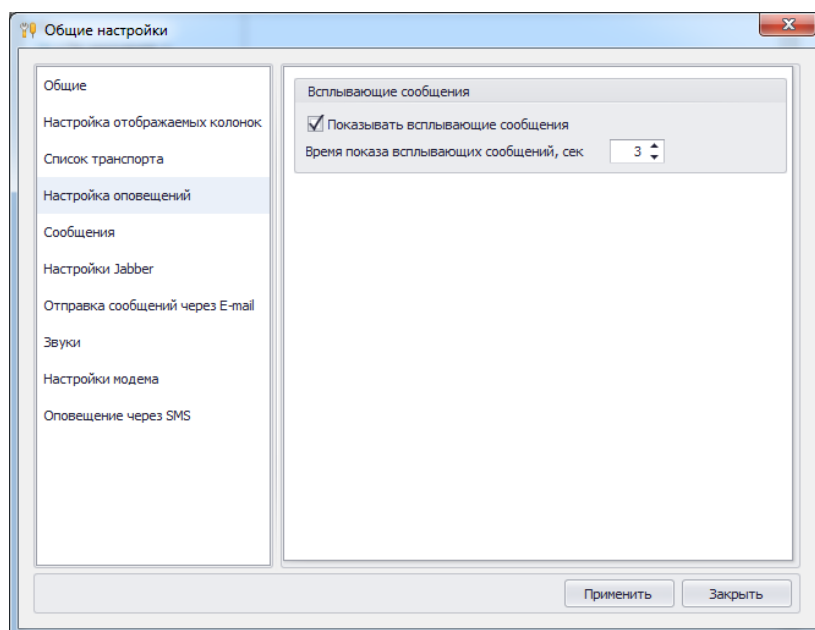 Общие настройки
Общие
Настройка отображаемых колонок
Список транспорта
Настройка оповещений
Сообщения
Настройки Jabber
Отправка сообщений через E-mail
Звуки
Настройки модема
Оповещение через SMS
Всплывающие сообщения
Показывать всплывающие сообщения
Время показа всплывающих сообщений, сек 3
Применить Закрыть